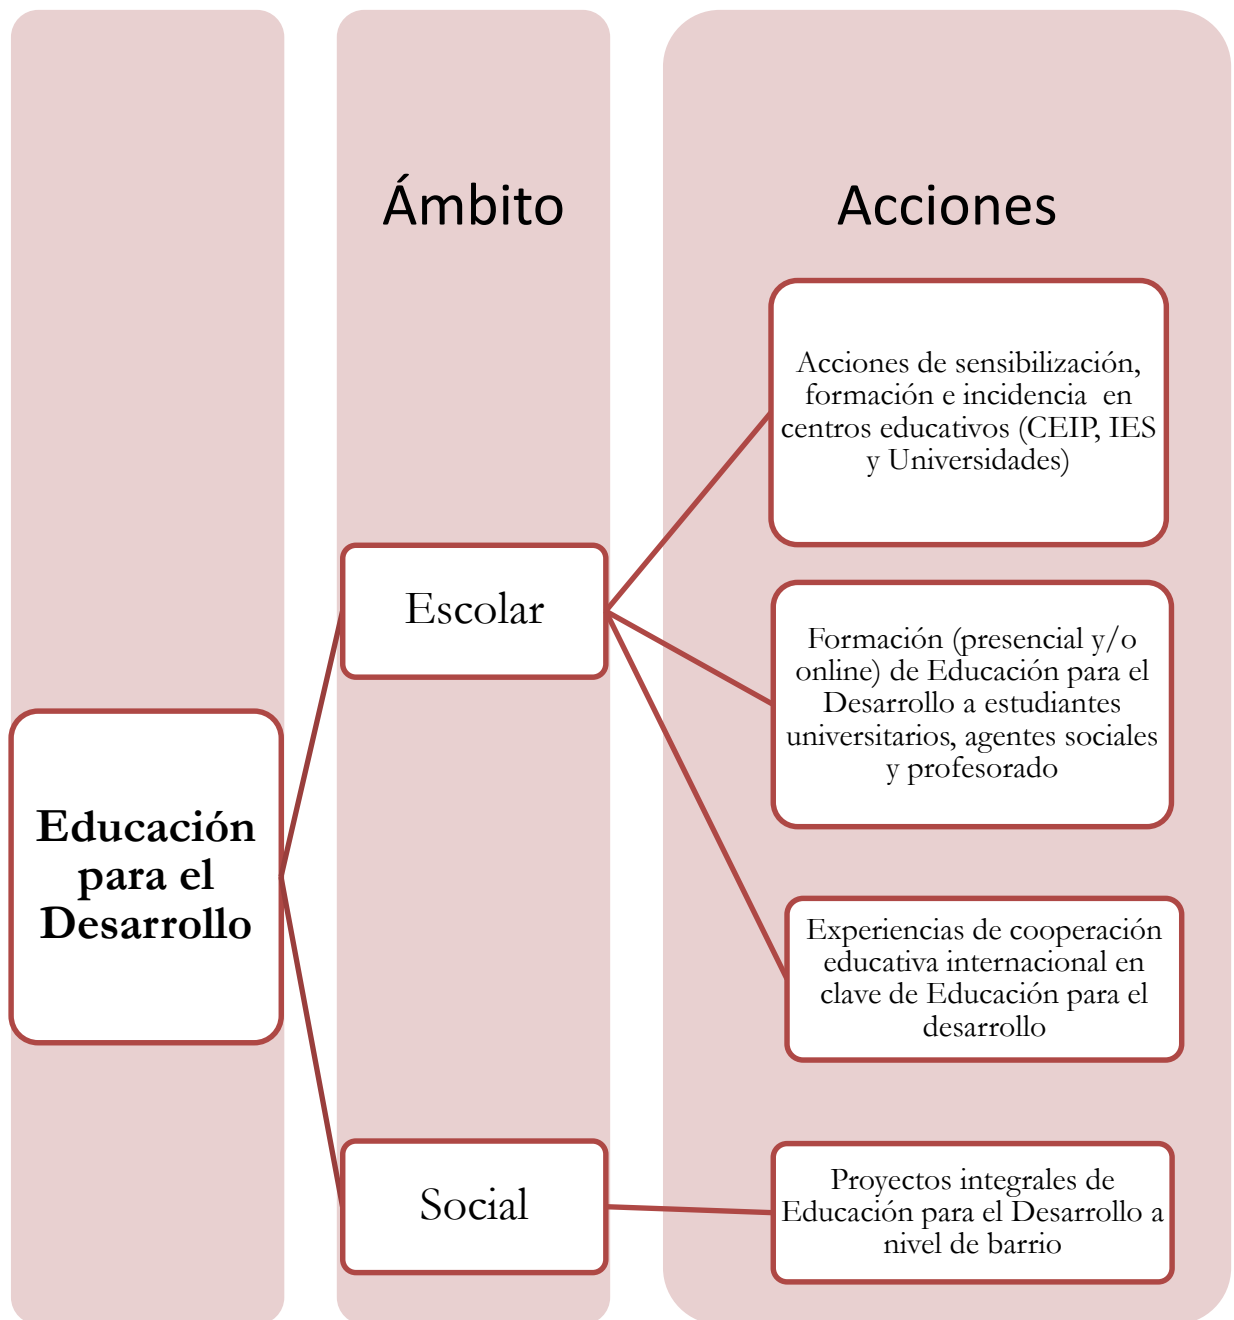 Ámbito
Acciones
Educación
para el
Desarrollo
Escolar
Social
Acciones de sensibilización,
formación e incidencia en
centros educativos (CEIP, IES
y Universidades)
Formación (presencial y/o
online) de Educación para el
Desarrollo a estudiantes
universitarios, agentes sociales
y profesorado
Experiencias de cooperación
educativa internacional en
clave de Educación para el
desarrollo
Proyectos integrales de
Educación para el Desarrollo a
nivel de barrio